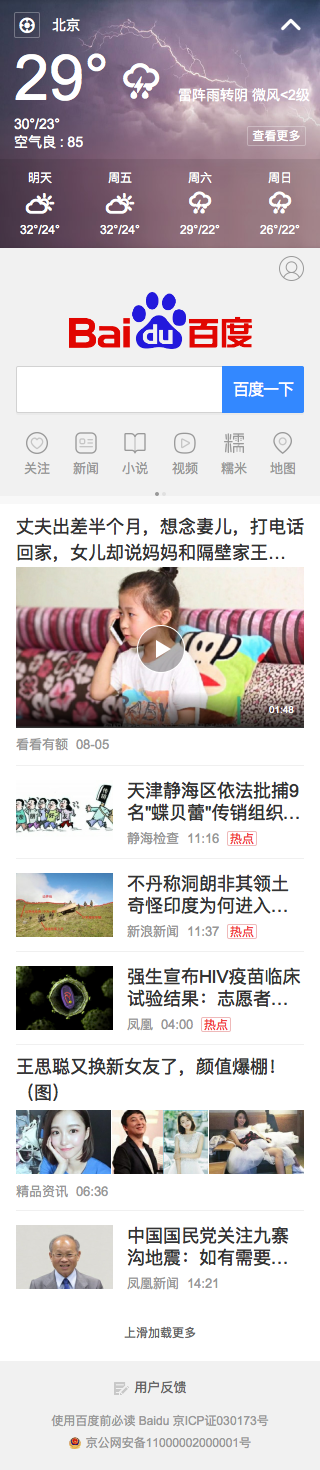 北京
29°
雷阵雨转阴 微风<2级
30°/23°
空气良 : 85
查看更多
明天 周五 周六 周日
32°/24° 32°/24° 29°/22° 26°/22°
Bai du 百度
百度一下
关注 新闻 小说 视频 糯米 地图
丈夫出差半个月，想念妻儿，打电话
回家，女儿却说妈妈和隔壁家王...
01:48
看看有额 08-05
天津静海区依法批捕9
名"蝶贝蕾"传销组织...
静海检查 11:16 热点
不丹称洞朗非其领土
奇怪印度为何进入...
新浪新闻 11:37 热点
强生宣布HIV疫苗临床
试验结果：志愿者...
凤凰 04:00 热点
王思聪又换新女友了，颜值爆棚！
（图）
精品资讯 06:36
中国国民党关注九寨
沟地震：如有需要...
凤凰新闻 14:21
上滑加载更多
用户反馈
使用百度前必读 Baidu 京ICP证030173号
京公网安备11000002000001号